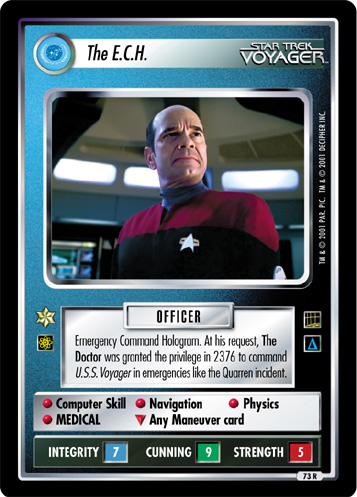 The E.C.H.
STAR TREK
VOYAGER™
TM & © 2001 PAR. PIC. TM & © 2001 DECIPHER INC.
OFFICER
Emergency Command Hologram. At his request, The
Doctor was granted the privilege in 2376 to command
U.S.S. Voyager in emergencies like the Quarren incident.
Computer Skill Navigation Physics
MEDICAL Any Maneuver card
INTEGRITY 7 CUNNING 9 STRENGTH 5
73 R